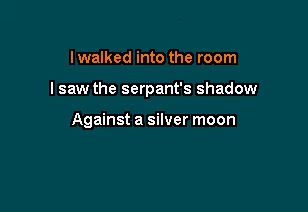 I walked into the room
I saw the serpant's shadow
Against a silver moon